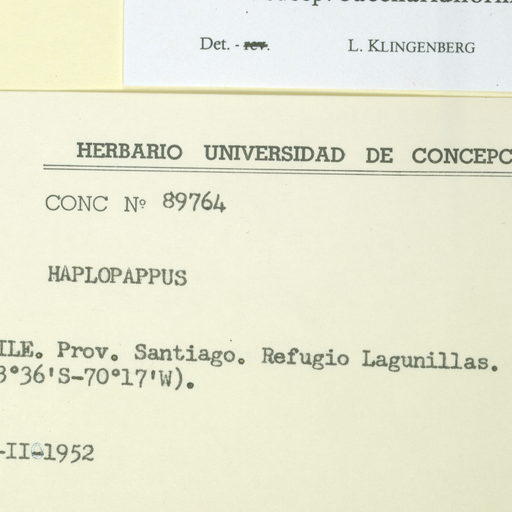 Det. - rev.
L. KLINGENBERG
HERBARIO UNIVERSIDAD DE CONCEPC
CONC Nº 89764
HAPLOPAPPUS
ILE. Prov. Santiago. Refugio Lagunillas.
3°36'S-70°17'W).
-II-1952